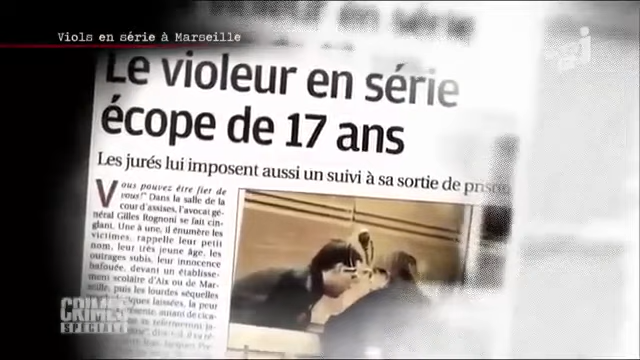 Viols en série à Marseille
Le violeur en série
écope de 17 ans
Les jurés lui imposent aussi un suivi à sa sortie de prison
Vous pouvez être fier de
vous!" Dans la salle de la
cour d'assises, l'avocat gé-
néral Gilles Rognoni se fait cin-
glant. Une à une, il énumère les
victimes, rappelle leur petit
nom, leur très jeune âge, les
outrages subis, leur innocence
bafouée, devant un établisse-
ment scolaire d'Aix ou de Mar-
seille, puis les lourdes séquelles
laissées, la peur
CRIMES
SPÉCIALE